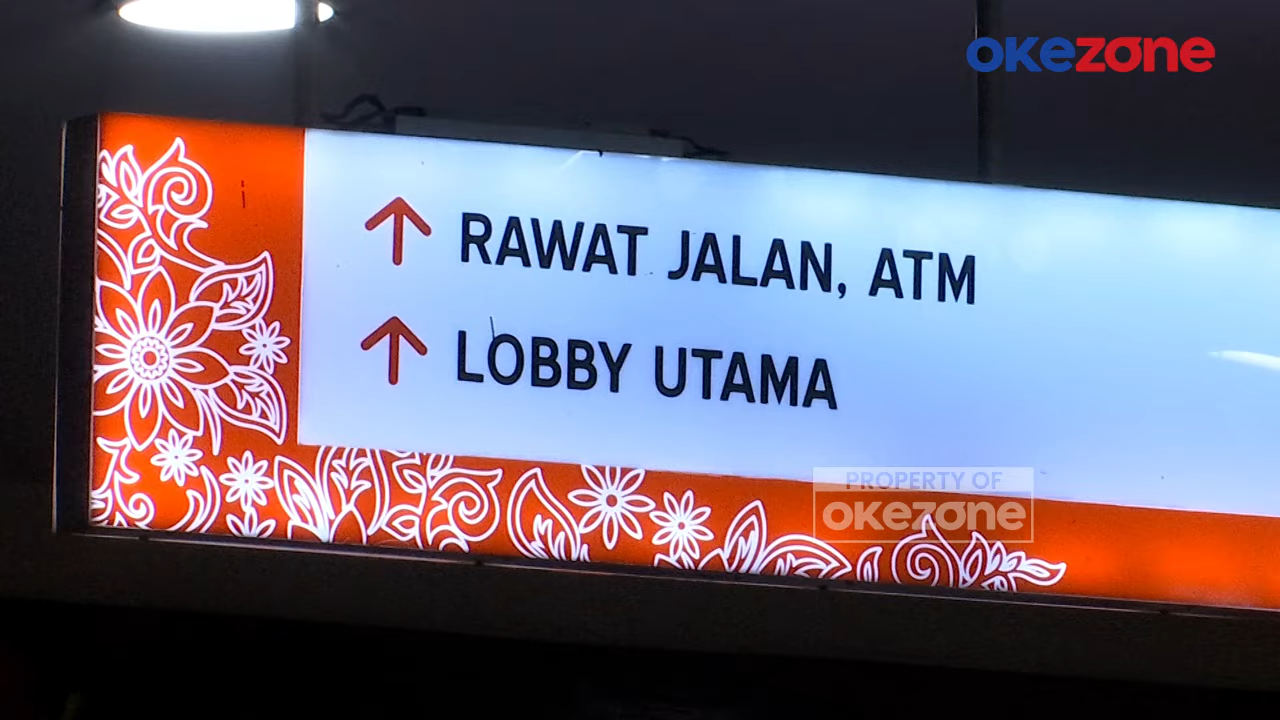 okezone
RAWAT JALAN, ATM
LOBBY UTAMA
PROPERTY OF
okezone